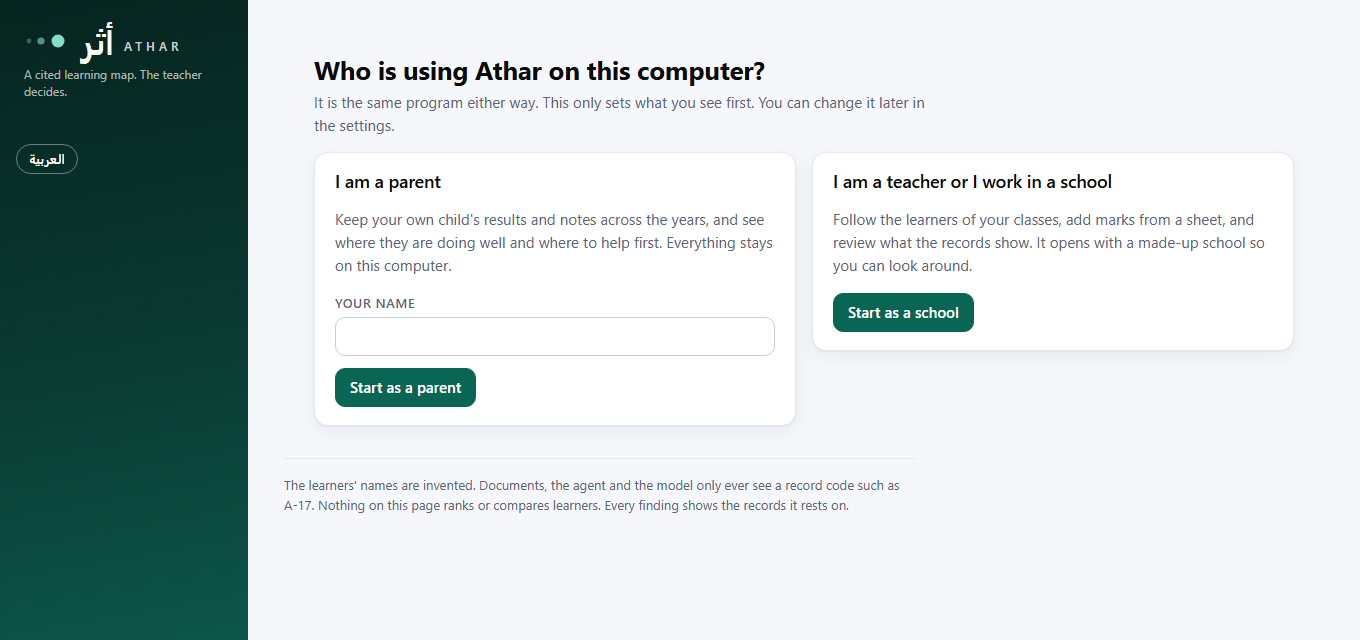 أثر ATHAR
A cited learning map. The teacher
decides.
العربية
Who is using Athar on this computer?
It is the same program either way. This only sets what you see first. You can change it later in
the settings.
I am a parent
Keep your own child's results and notes across the years, and see
where they are doing well and where to help first. Everything stays
on this computer.
YOUR NAME
Start as a parent
I am a teacher or I work in a school
Follow the learners of your classes, add marks from a sheet, and
review what the records show. It opens with a made-up school so
you can look around.
Start as a school
The learners' names are invented. Documents, the agent and the model only ever see a record code such as
A-17. Nothing on this page ranks or compares learners. Every finding shows the records it rests on.